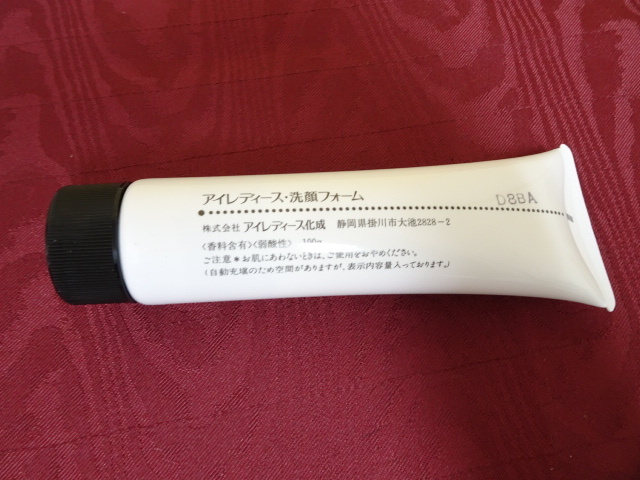 アイレディース・洗顔フォーム
D8BA
株式会社 アイレディース化成 静岡県掛川市大池2828-2
〈香料含有〉〈弱酸性〉 100g
ご注意＊お肌にあわないときは、ご使用をおやめください。
(自動充塡のため空間がありますが、表示内容量入っております。)